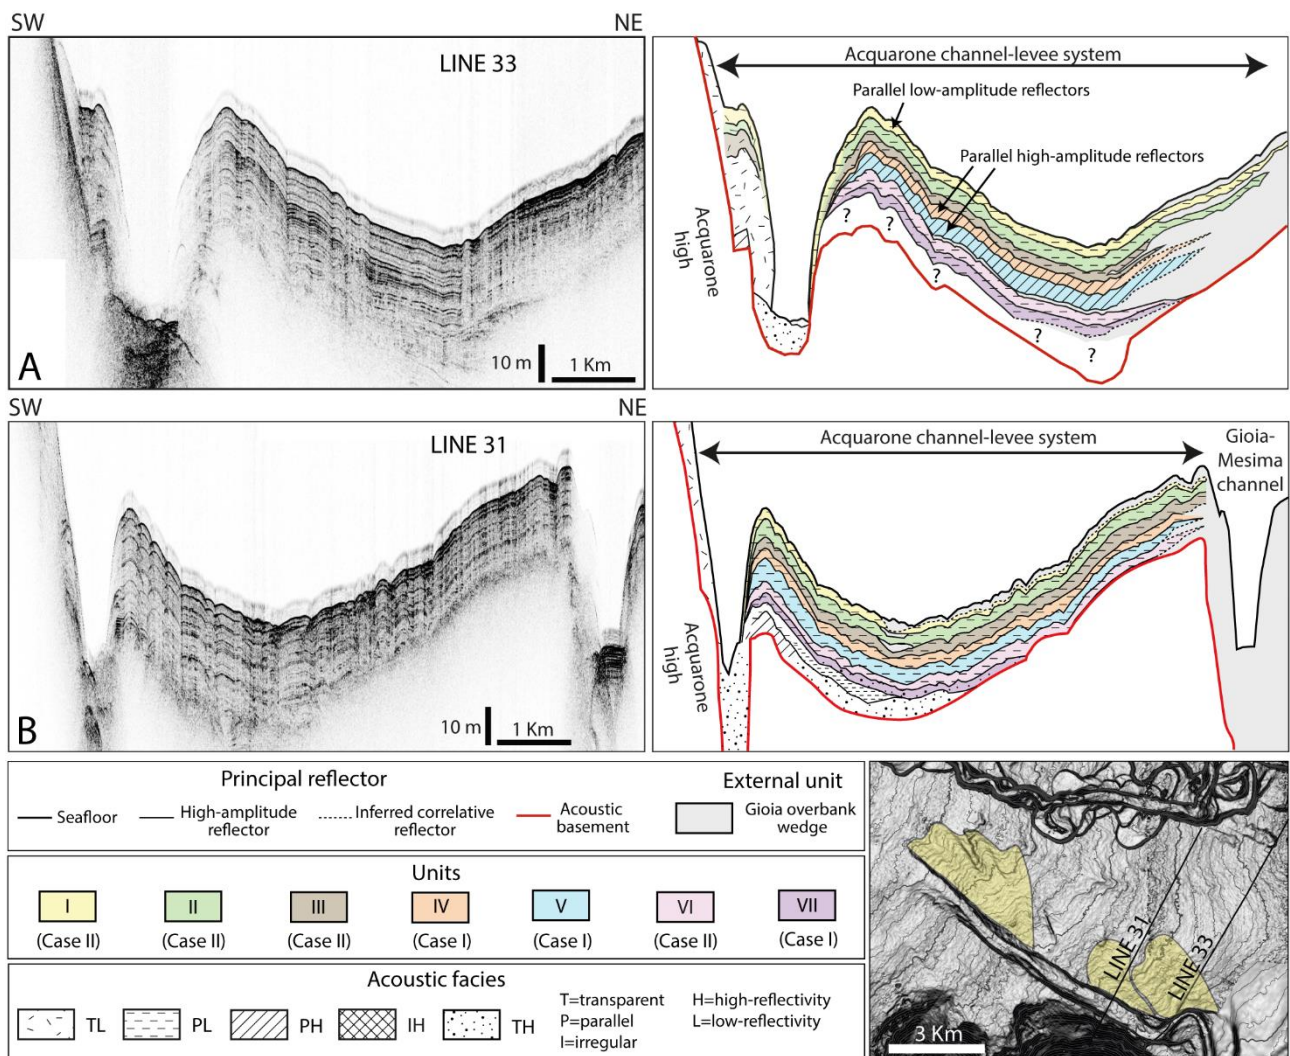 SW NE
LINE 33
A
10 m 1 Km
Acquarone channel-levee system
Parallel low-amplitude reflectors
Parallel high-amplitude reflectors
Acquarone
high
? ?
?
? ?
SW NE
LINE 31
B
10 m 1 Km
Acquarone channel-levee system
Gioia-
Mesima
channel
Acquarone
high
Principal reflector
Seafloor
High-amplitude
reflector
Inferred correlative
reflector
Acoustic
basement
External unit
Gioia overbank
wedge
Units
I II III IV V VI VII
(Case II) (Case II) (Case II) (Case I) (Case I) (Case II) (Case I)
Acoustic facies
TL PL PH IH TH
T=transparent
P=parallel
I=irregular
H=high-reflectivity
L=low-reflectivity
LINE 31
LINE 33
3 Km